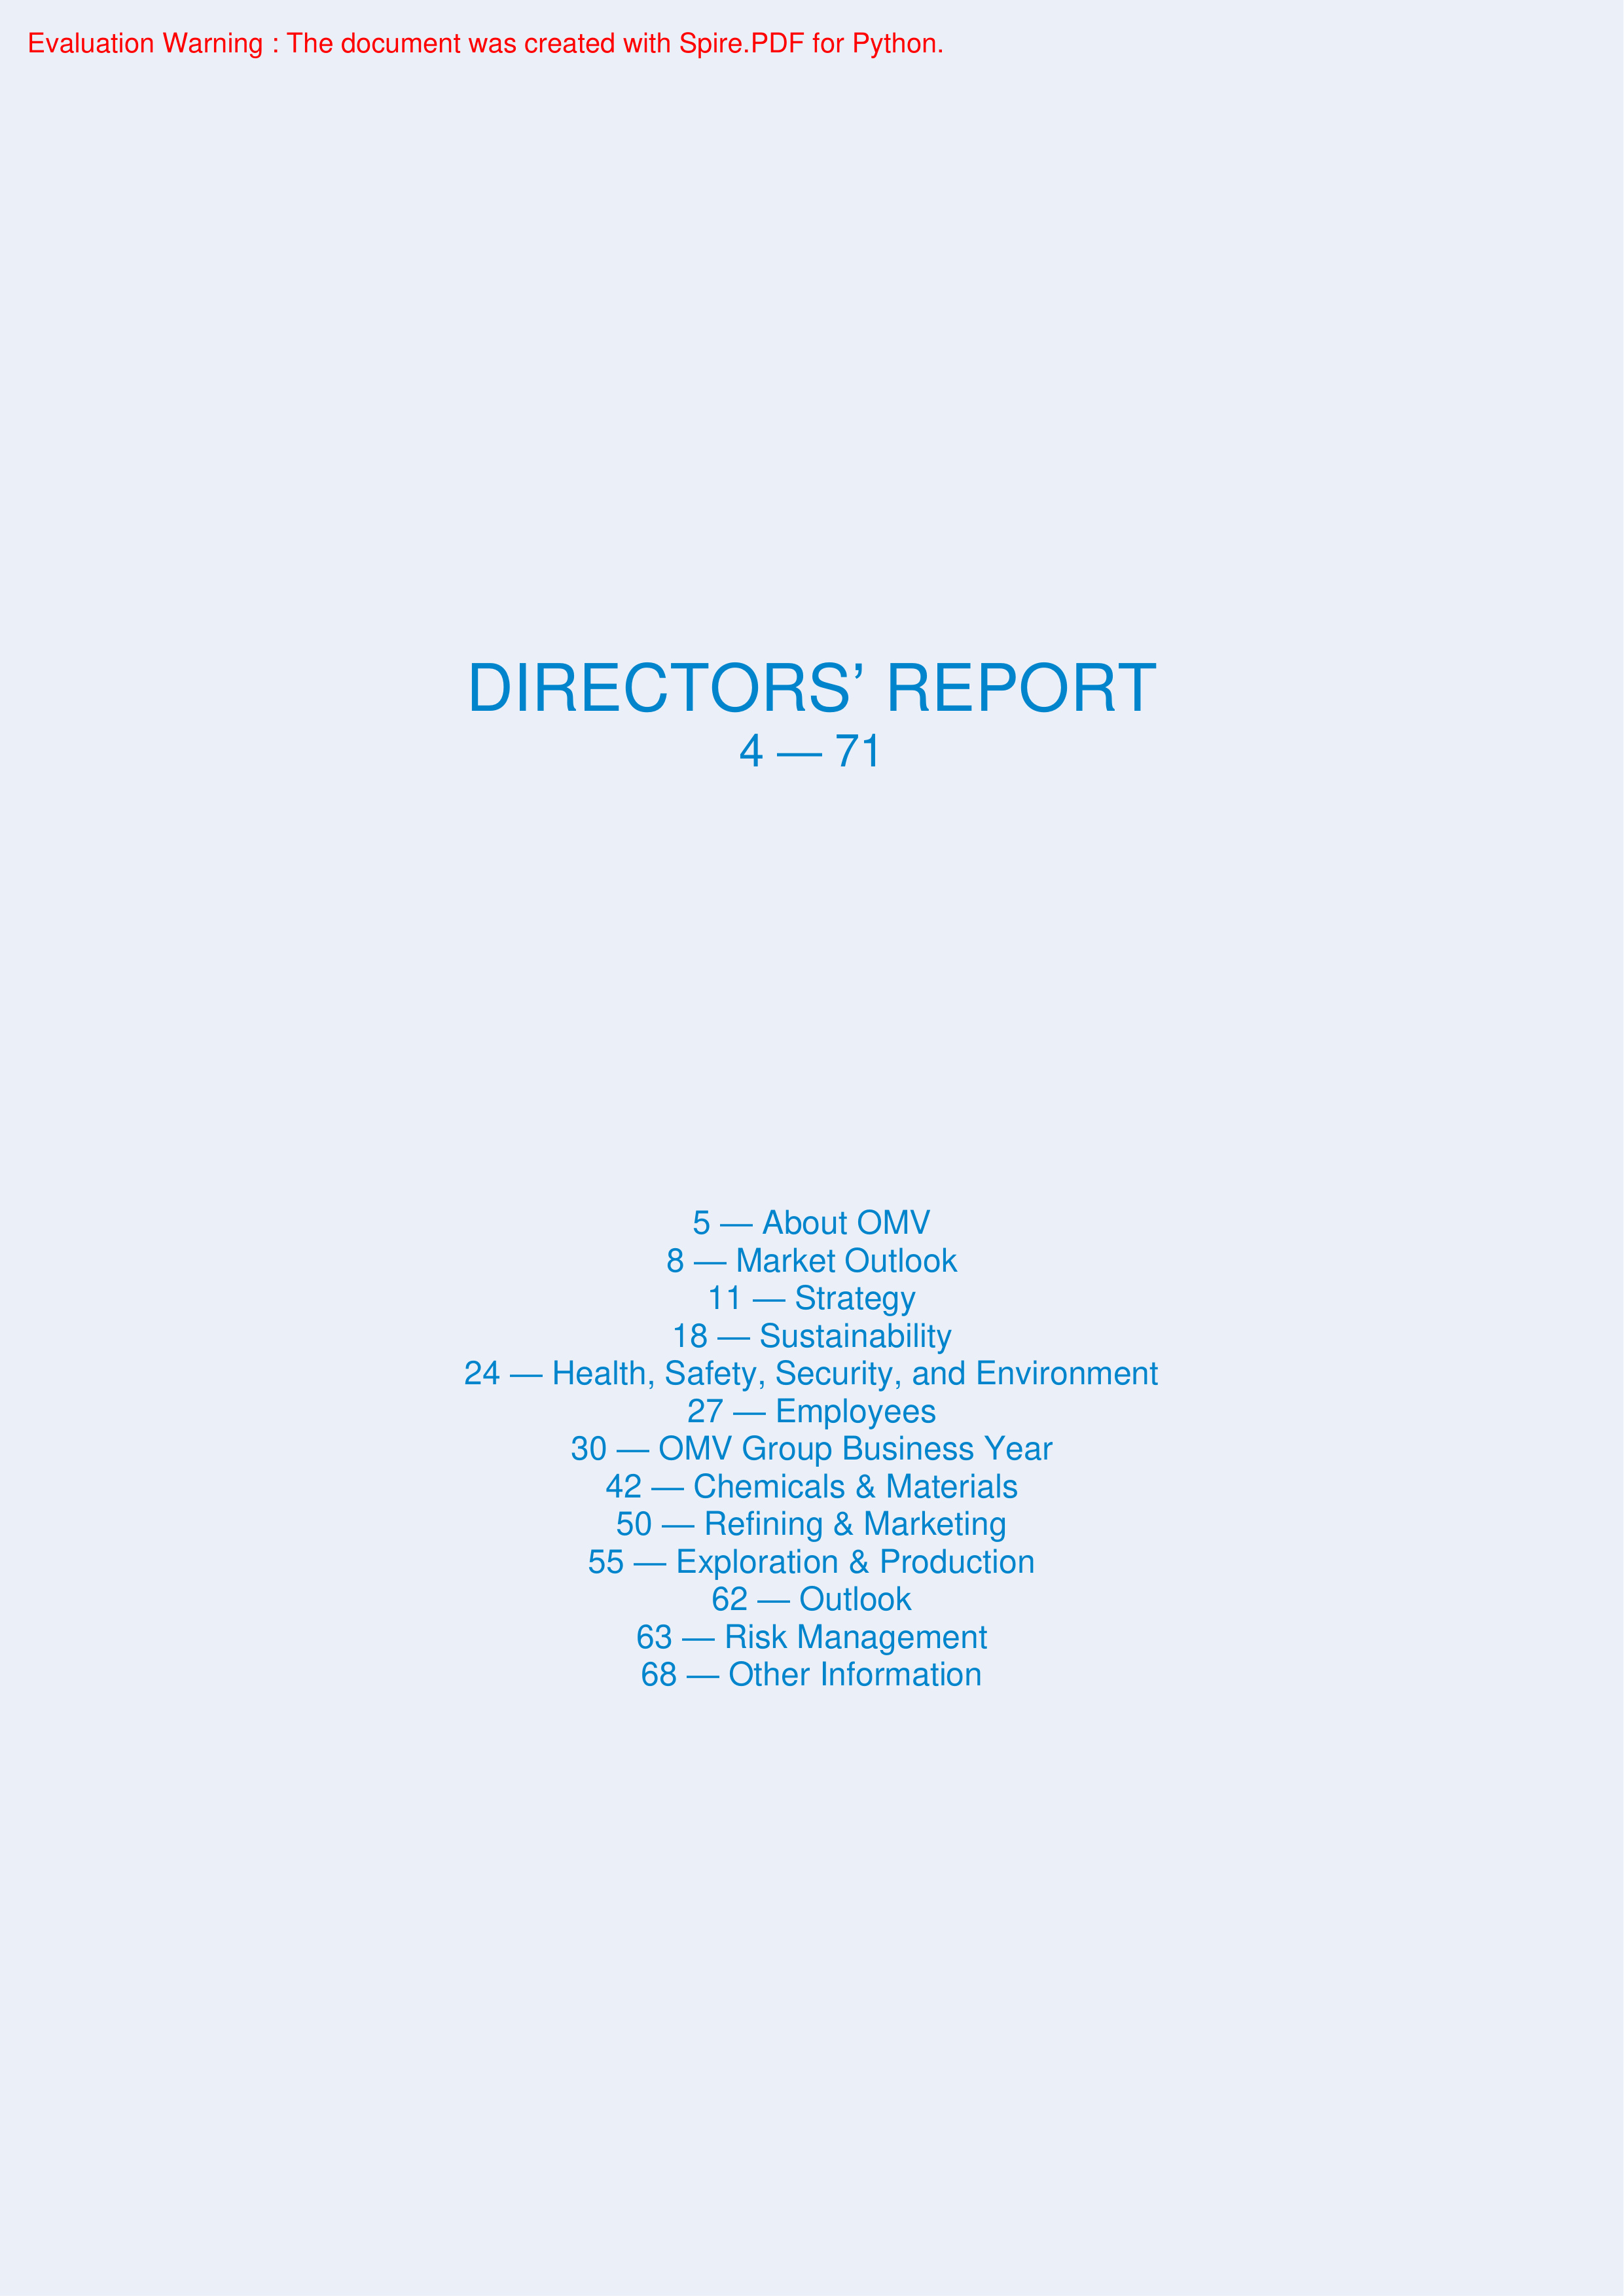 Evaluation Warning : The document was created with Spire.PDF for Python.
DIRECTORS’ REPORT
4 — 71
5 — About OMV
8 — Market Outlook
11 — Strategy
18 — Sustainability
24 — Health, Safety, Security, and Environment
27 — Employees
30 — OMV Group Business Year
42 — Chemicals & Materials
50 — Refining & Marketing
55 — Exploration & Production
62 — Outlook
63 — Risk Management
68 — Other Information